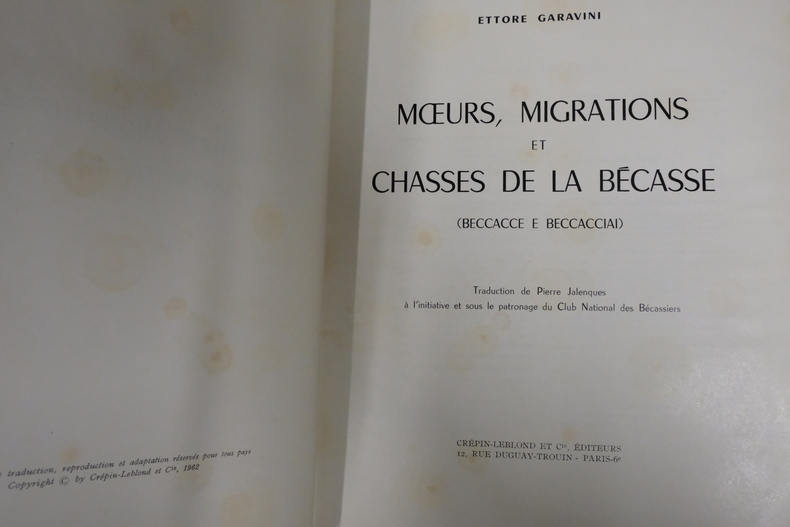 traduction, reproduction et adaptation réservés pour tous pays
Copyright © by Crépin-Leblond et Cie, 1962
ETTORE GARAVINI
MŒURS, MIGRATIONS
ET
CHASSES DE LA BÉCASSE
(BECCACCE E BECCACCIAI)
Traduction de Pierre Jalenques
à l'initiative et sous le patronage du Club National des Bécassiers
CRÉPIN-LEBLOND ET Cie, ÉDITEURS
12, RUE DUGUAY-TROUIN - PARIS-6e